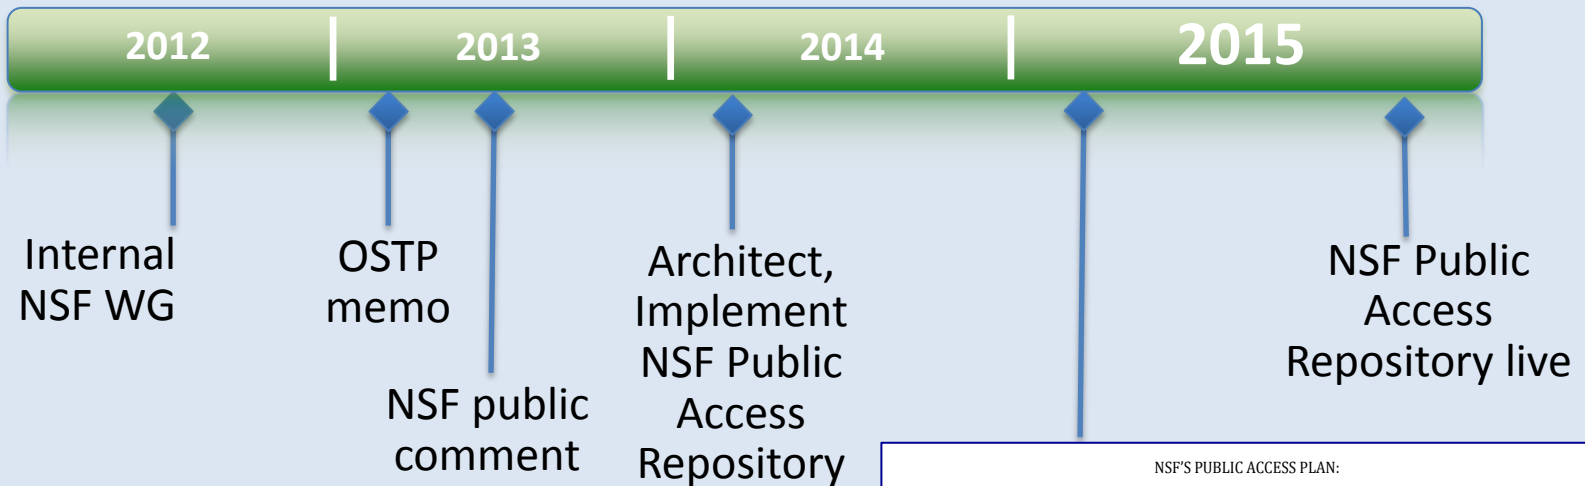 2012
2013
2014
2015
Internal
NSF WG
OSTP
memo
NSF public
comment
Architect,
Implement
NSF Public
Access
Repository
NSF Public
Access
Repository live
NSF'S PUBLIC ACCESS PLAN: